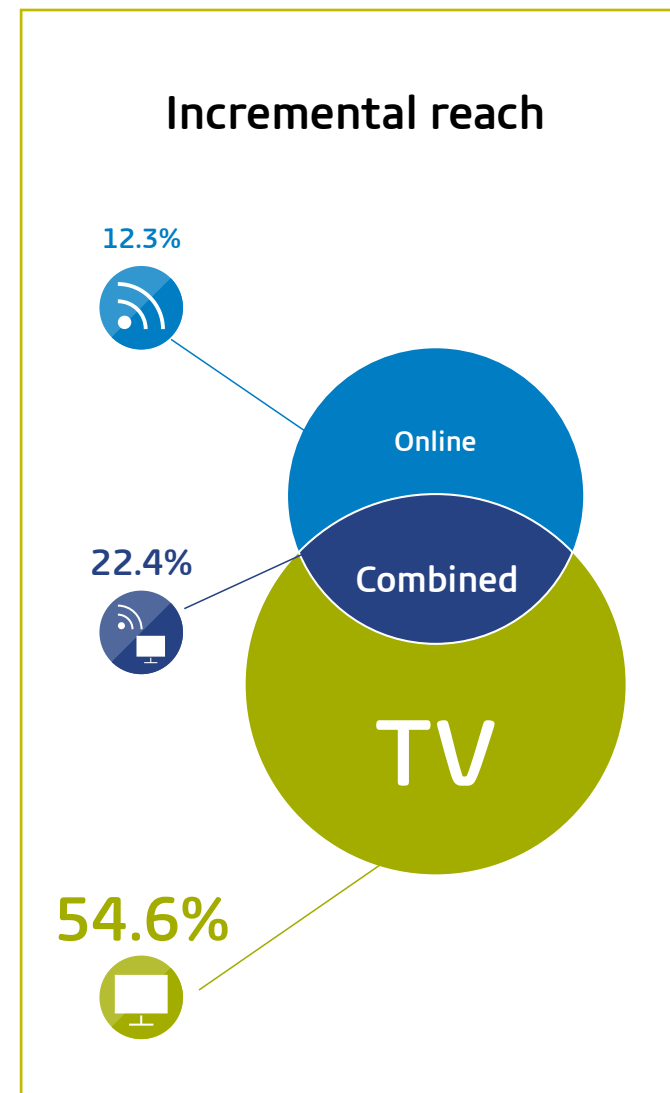 Incremental reach
12.3%
Online
22.4%
Combined
TV
54.6%